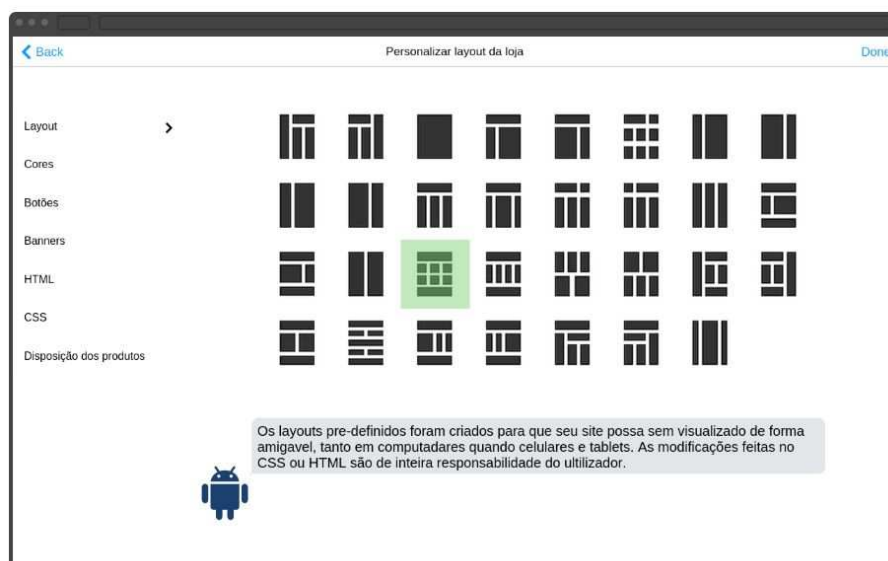 Back
Personalizar layout da loja
Done
Layout
Cores
Botões
Banners
HTML
CSS
Disposição dos produtos
Os layouts pre-definidos foram criados para que seu site possa sem visualizado de forma
amigavel, tanto em computadares quando celulares e tablets. As modificações feitas no
CSS ou HTML são de inteira responsabilidade do ultilizador.